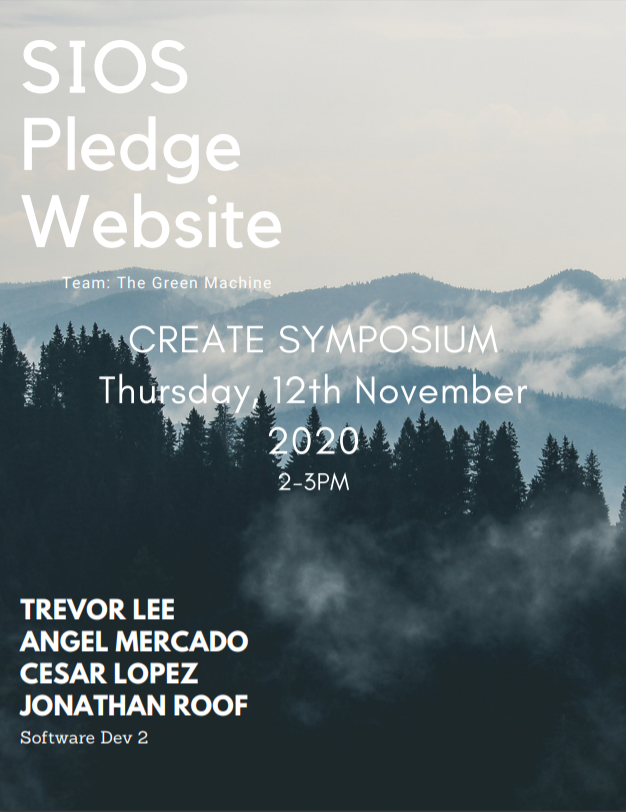 SIOS
Pledge
Website
Team: The Green Machine
CREATE SYMPOSIUM
Thursday, 12th November
2020
2-3PM
TREVOR LEE
ANGEL MERCADO
CESAR LOPEZ
JONATHAN ROOF
Software Dev 2